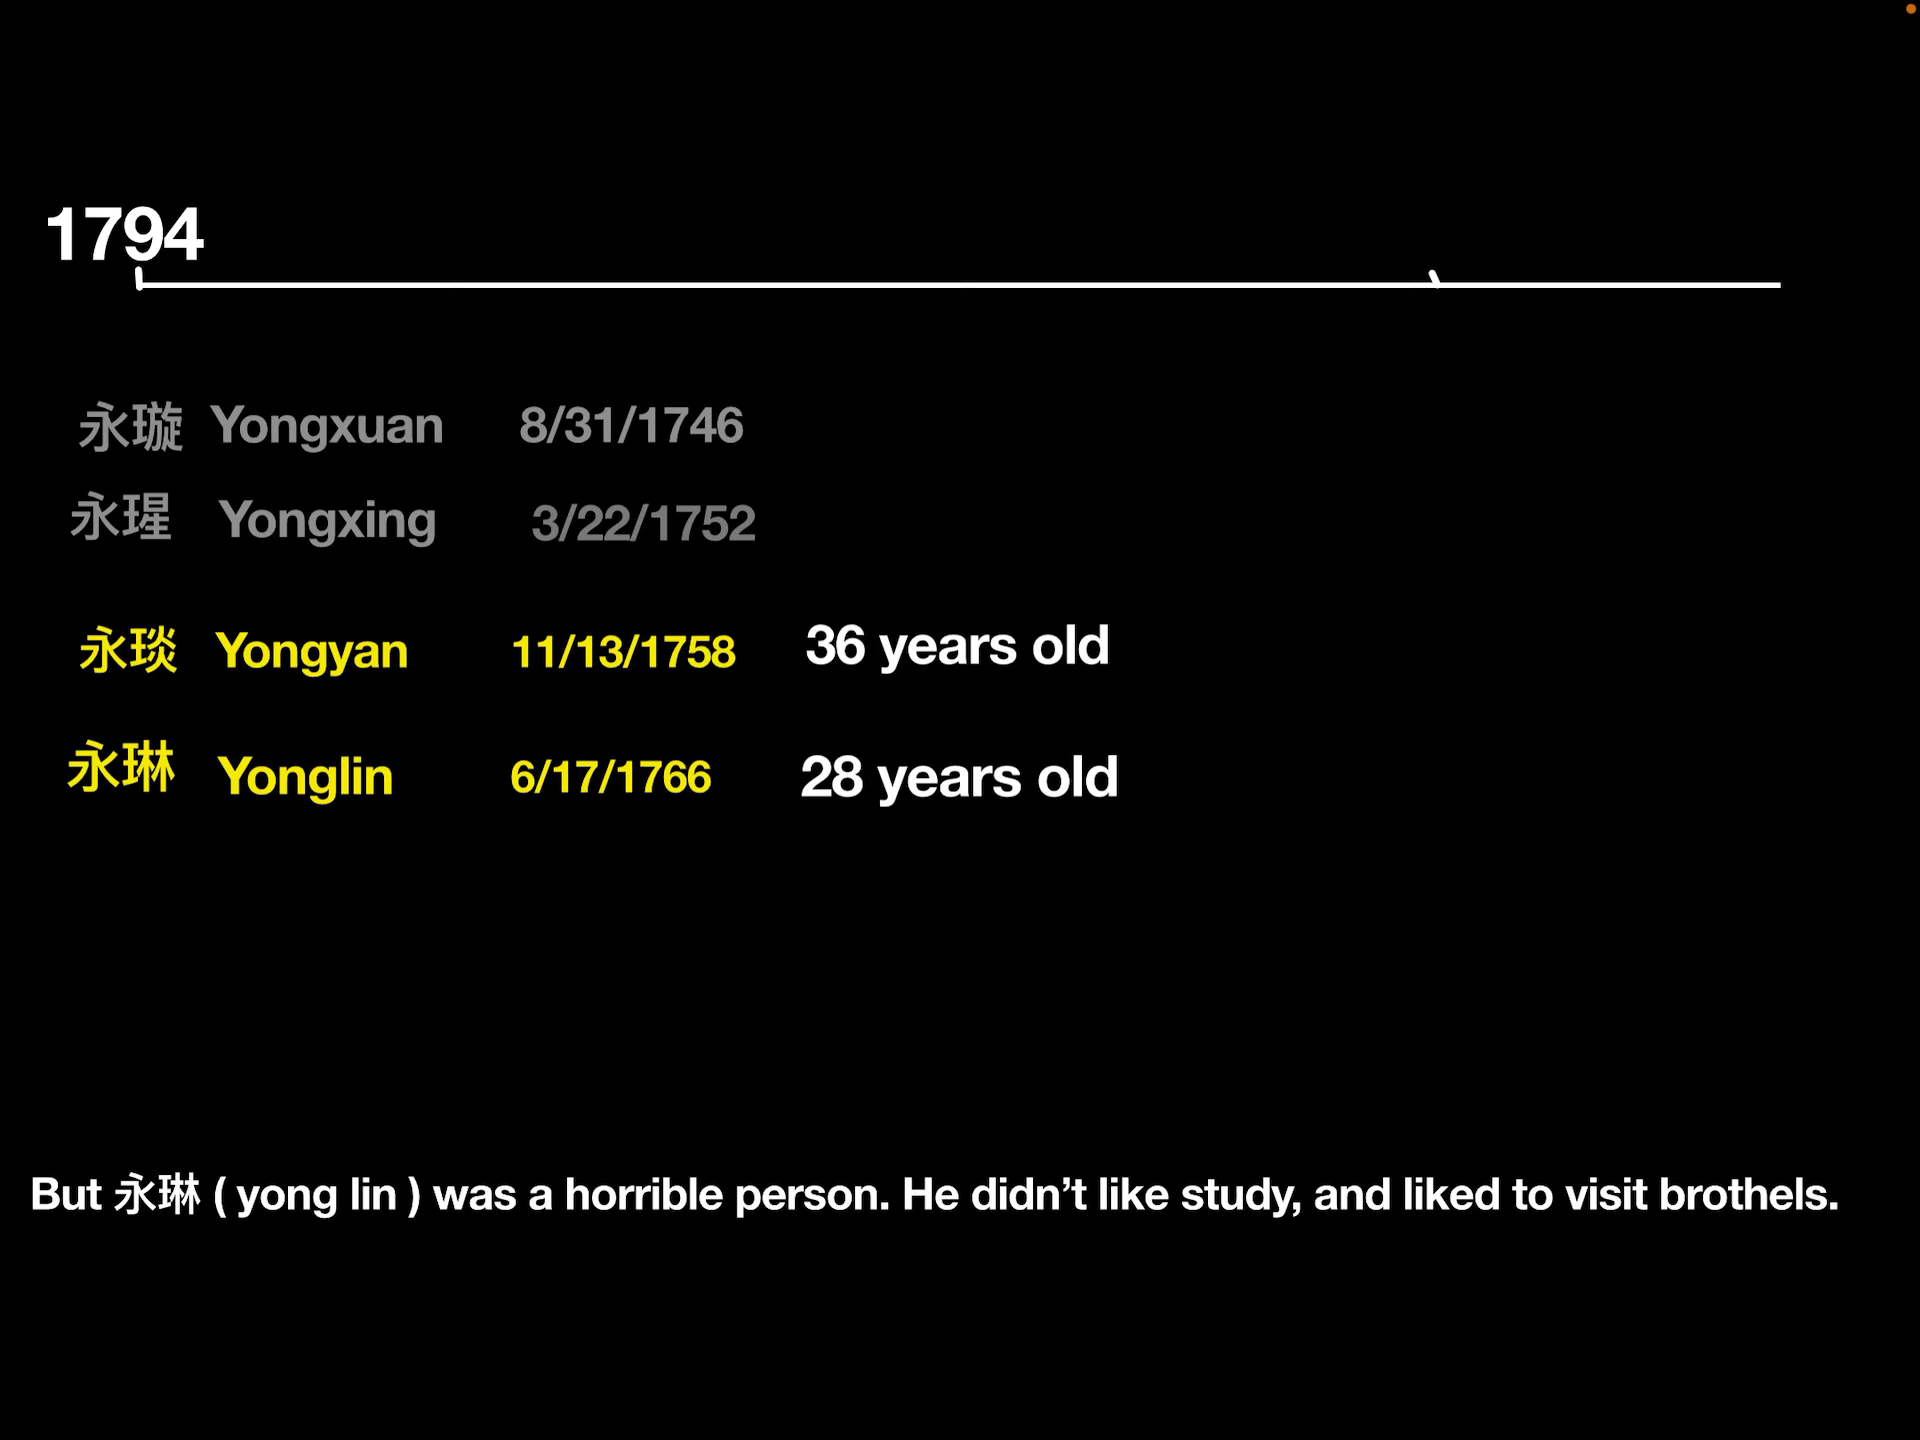 1794
永璇 Yongxuan 8/31/1746
永瑆 Yongxing 3/22/1752
永琰 Yongyan 11/13/1758 36 years old
永琳 Yonglin 6/17/1766 28 years old
But 永琳 ( yong lin ) was a horrible person. He didn’t like study, and liked to visit brothels.